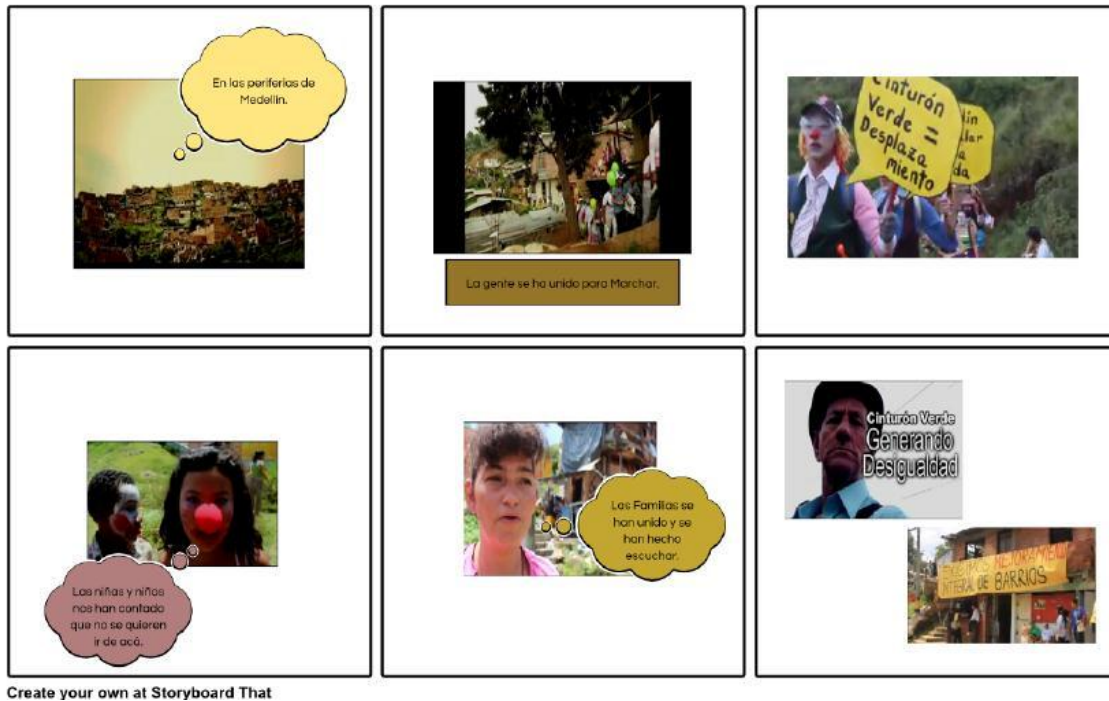 En las periferias de
Medellín.
La gente se ha unido para Marchar.
Cinturón
Verde =
Desplaza
miento
Las niñas y niños
nos han contado
que no se quieren
ir de acá.
Las Familias se
han unido y se
han hecho
escuchar.
Cinturón Verde
Generando
Desigualdad
MEJORAMIENTO
INTEGRAL DE BARRIOS
Create your own at Storyboard That